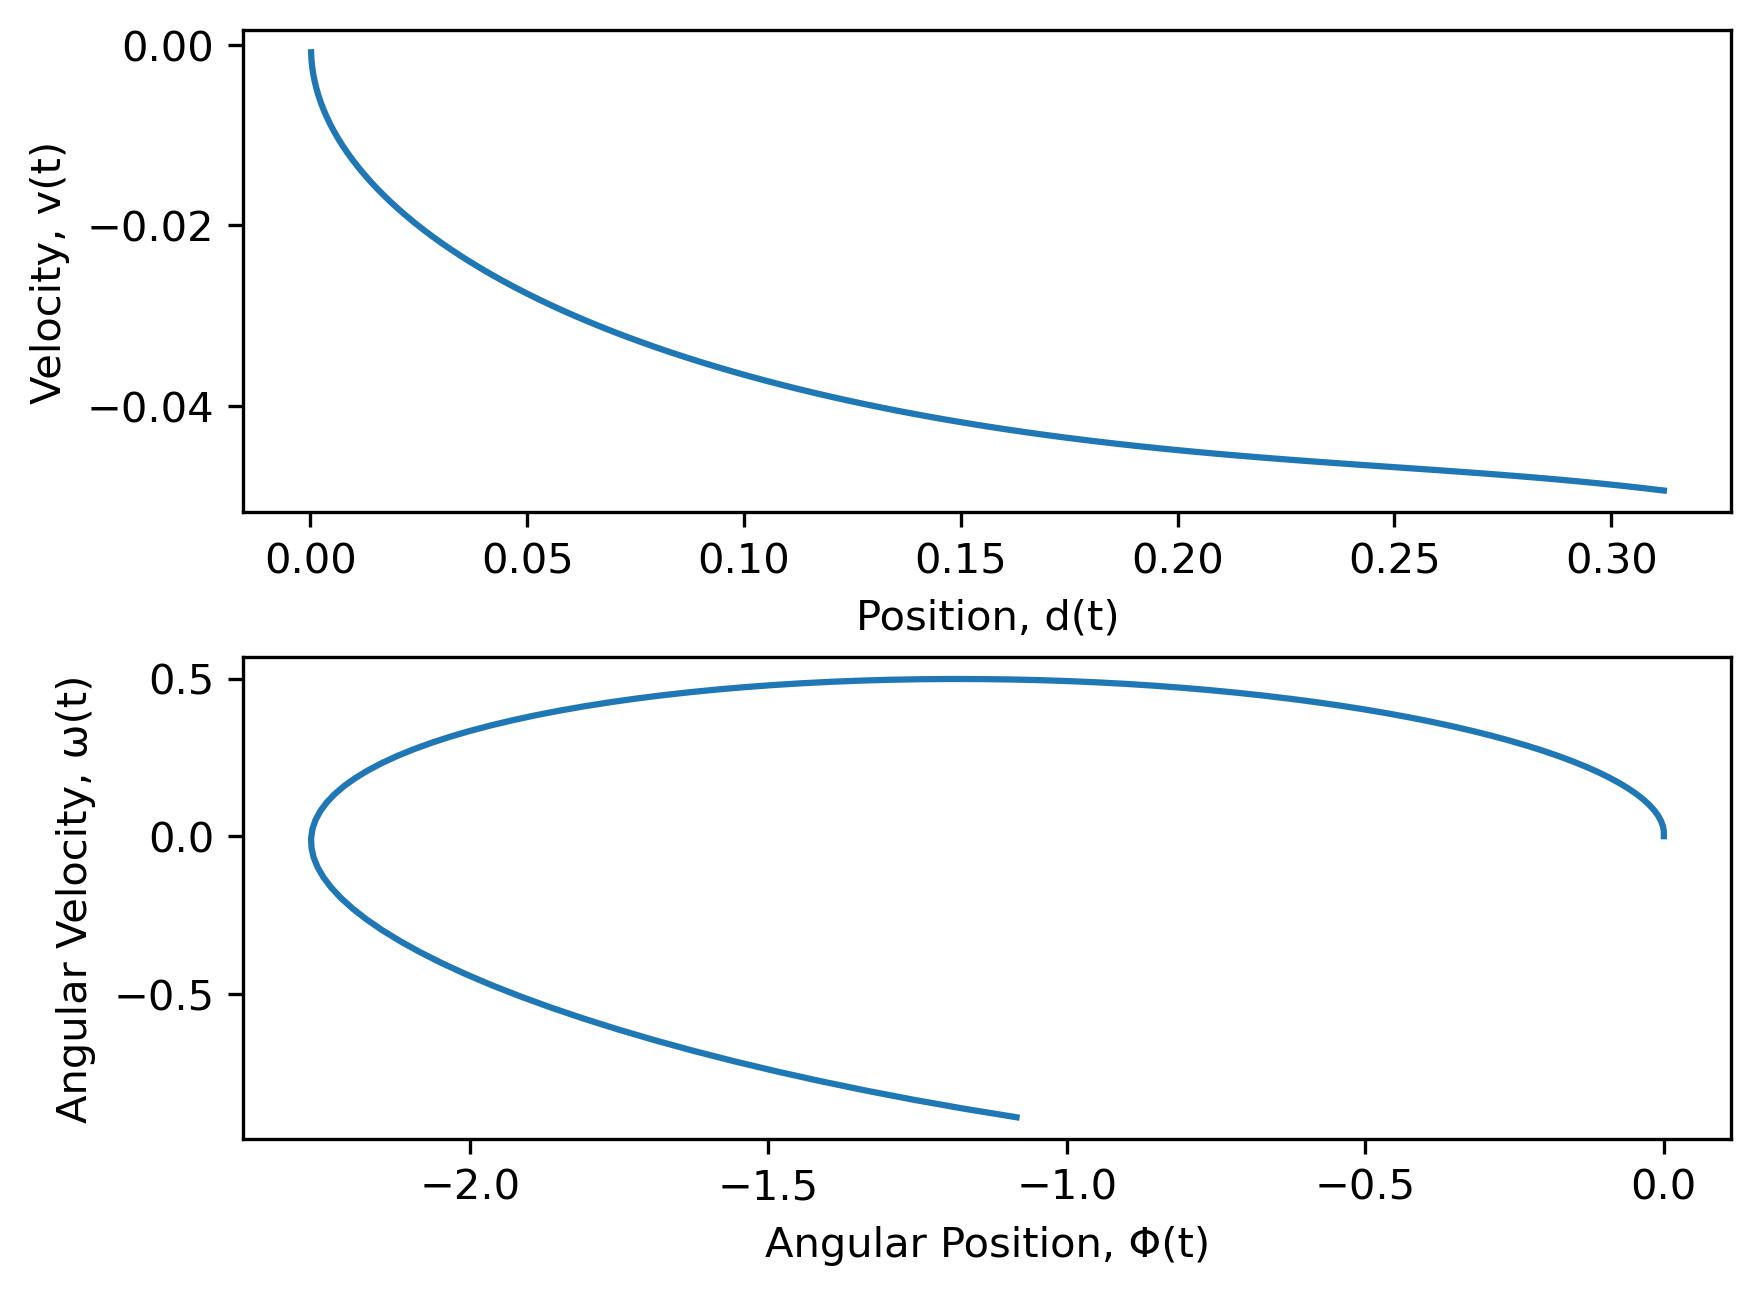 Velocity, v(t)
0.00
−0.02
−0.04
0.00 0.05 0.10 0.15 0.20 0.25 0.30
Position, d(t)
Angular Velocity, ω(t)
0.5
0.0
−0.5
−2.0 −1.5 −1.0 −0.5 0.0
Angular Position, Φ(t)